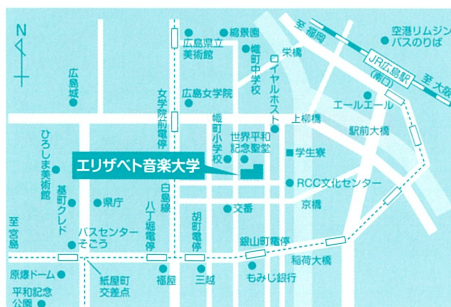 N
至福岡
空港リムジン
バスのりば
縮景園
広島県立
美術館
幟町中学校
栄橋
ロイヤルホスト
JR広島駅
(南口)
至大阪
広島城
女学院前電停
広島女学院
エールエール
上柳橋
駅前大橋
幟町小学校
世界平和
記念聖堂
学生寮
ひろしま美術館
エリザベト音楽大学
RCC文化センター
基町クレド
県庁
白島線
交番
京橋
至宮島
バスセンター
そごう
八丁堀電停
胡町電停
銀山町電停
稲荷大橋
原爆ドーム
紙屋町
交差点
福屋
三越
もみじ銀行
平和記念
公園